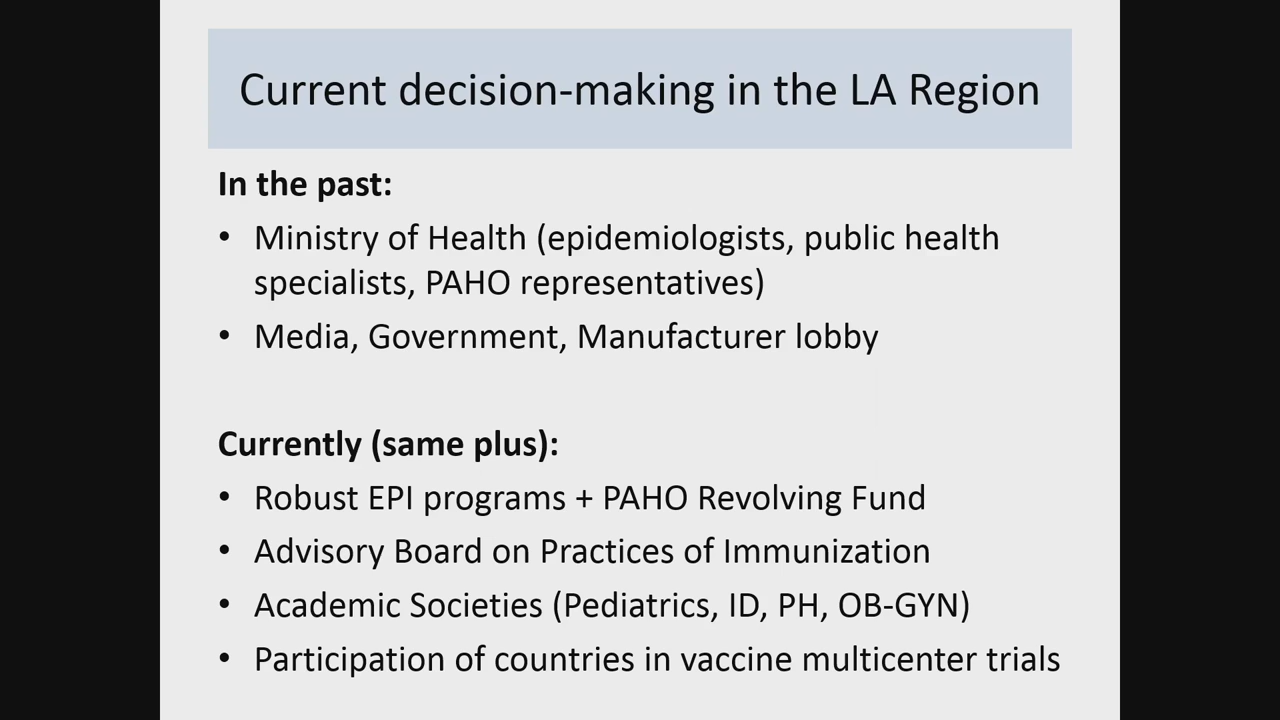 Current decision-making in the LA Region
In the past:
• Ministry of Health (epidemiologists, public health
specialists, PAHO representatives)
• Media, Government, Manufacturer lobby
Currently (same plus):
• Robust EPI programs + PAHO Revolving Fund
• Advisory Board on Practices of Immunization
• Academic Societies (Pediatrics, ID, PH, OB-GYN)
• Participation of countries in vaccine multicenter trials